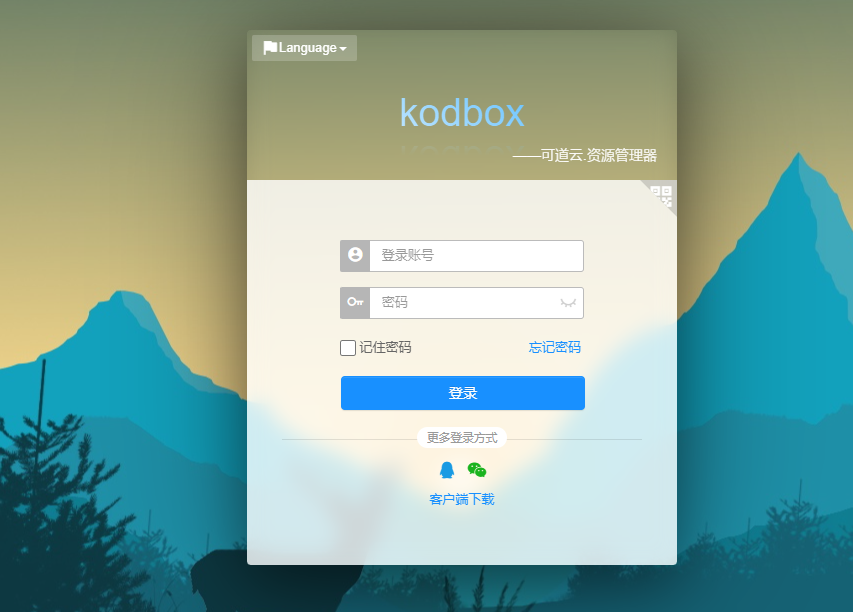 Language
kodbox
——可道云.资源管理器
登录账号
密码
记住密码
忘记密码
登录
更多登录方式
客户端下载